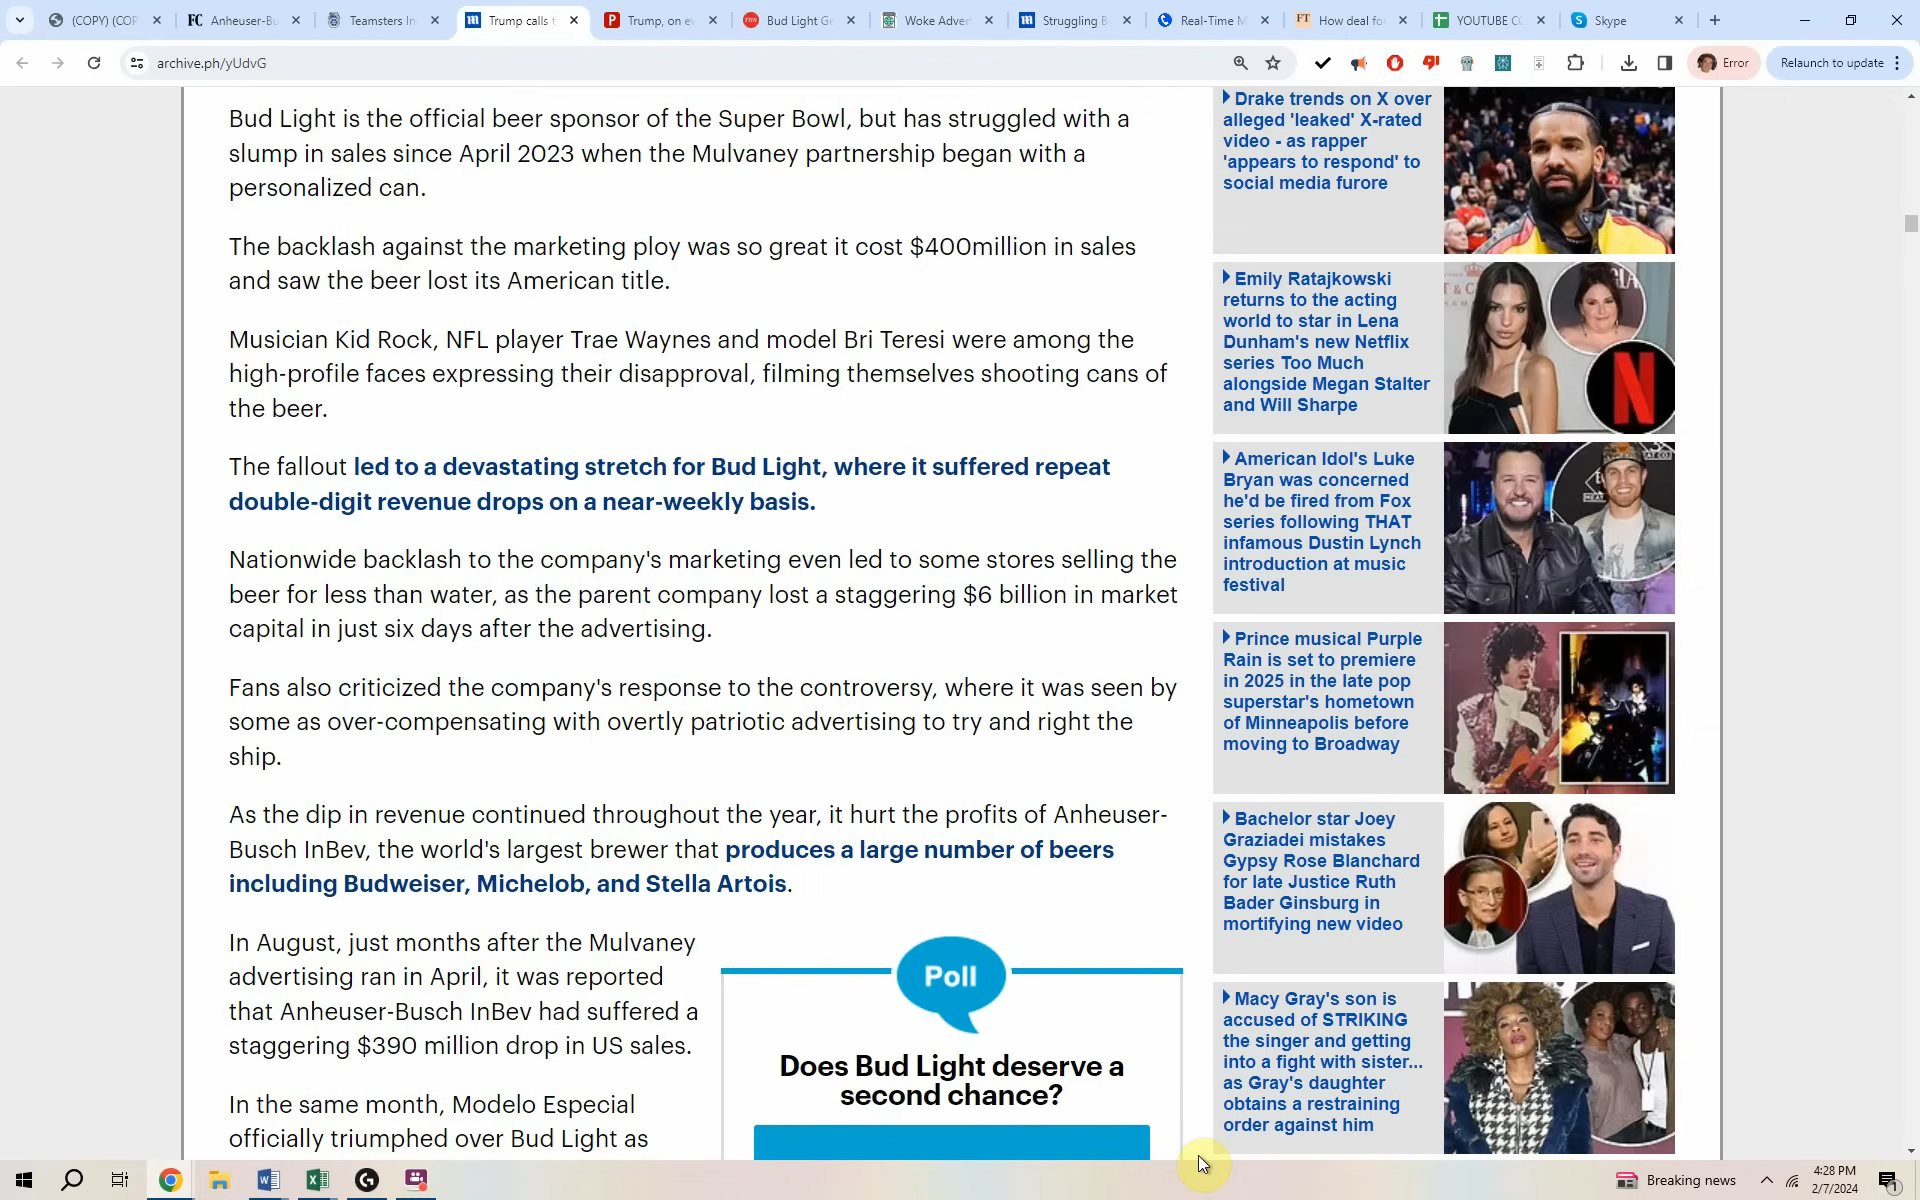 (COPY) (COP
Anheuser-Bu
Teamsters In
Trump calls t
Trump, on ev
Bud Light Ge
Woke Adver
Struggling B
Real-Time M
How deal fo
YOUTUBE CO
Skype
archive.ph/yUdvG
Error
Relaunch to update
Bud Light is the official beer sponsor of the Super Bowl, but has struggled with a
slump in sales since April 2023 when the Mulvaney partnership began with a
personalized can.
The backlash against the marketing ploy was so great it cost $400million in sales
and saw the beer lost its American title.
Musician Kid Rock, NFL player Trae Waynes and model Bri Teresi were among the
high-profile faces expressing their disapproval, filming themselves shooting cans of
the beer.
The fallout led to a devastating stretch for Bud Light, where it suffered repeat
double-digit revenue drops on a near-weekly basis.
Nationwide backlash to the company's marketing even led to some stores selling the
beer for less than water, as the parent company lost a staggering $6 billion in market
capital in just six days after the advertising.
Fans also criticized the company's response to the controversy, where it was seen by
some as over-compensating with overtly patriotic advertising to try and right the
ship.
As the dip in revenue continued throughout the year, it hurt the profits of Anheuser-
Busch InBev, the world's largest brewer that produces a large number of beers
including Budweiser, Michelob, and Stella Artois.
In August, just months after the Mulvaney
advertising ran in April, it was reported
that Anheuser-Busch InBev had suffered a
staggering $390 million drop in US sales.
In the same month, Modelo Especial
officially triumphed over Bud Light as
Poll
Does Bud Light deserve a
second chance?
Drake trends on X over
alleged 'leaked' X-rated
video - as rapper
'appears to respond' to
social media furore
Emily Ratajkowski
returns to the acting
world to star in Lena
Dunham's new Netflix
series Too Much
alongside Megan Stalter
and Will Sharpe
American Idol's Luke
Bryan was concerned
he'd be fired from Fox
series following THAT
infamous Dustin Lynch
introduction at music
festival
Prince musical Purple
Rain is set to premiere
in 2025 in the late pop
superstar's hometown
of Minneapolis before
moving to Broadway
Bachelor star Joey
Graziadei mistakes
Gypsy Rose Blanchard
for late Justice Ruth
Bader Ginsburg in
mortifying new video
Macy Gray's son is
accused of STRIKING
the singer and getting
into a fight with sister...
as Gray's daughter
obtains a restraining
order against him
Breaking news
4:28 PM
2/7/2024